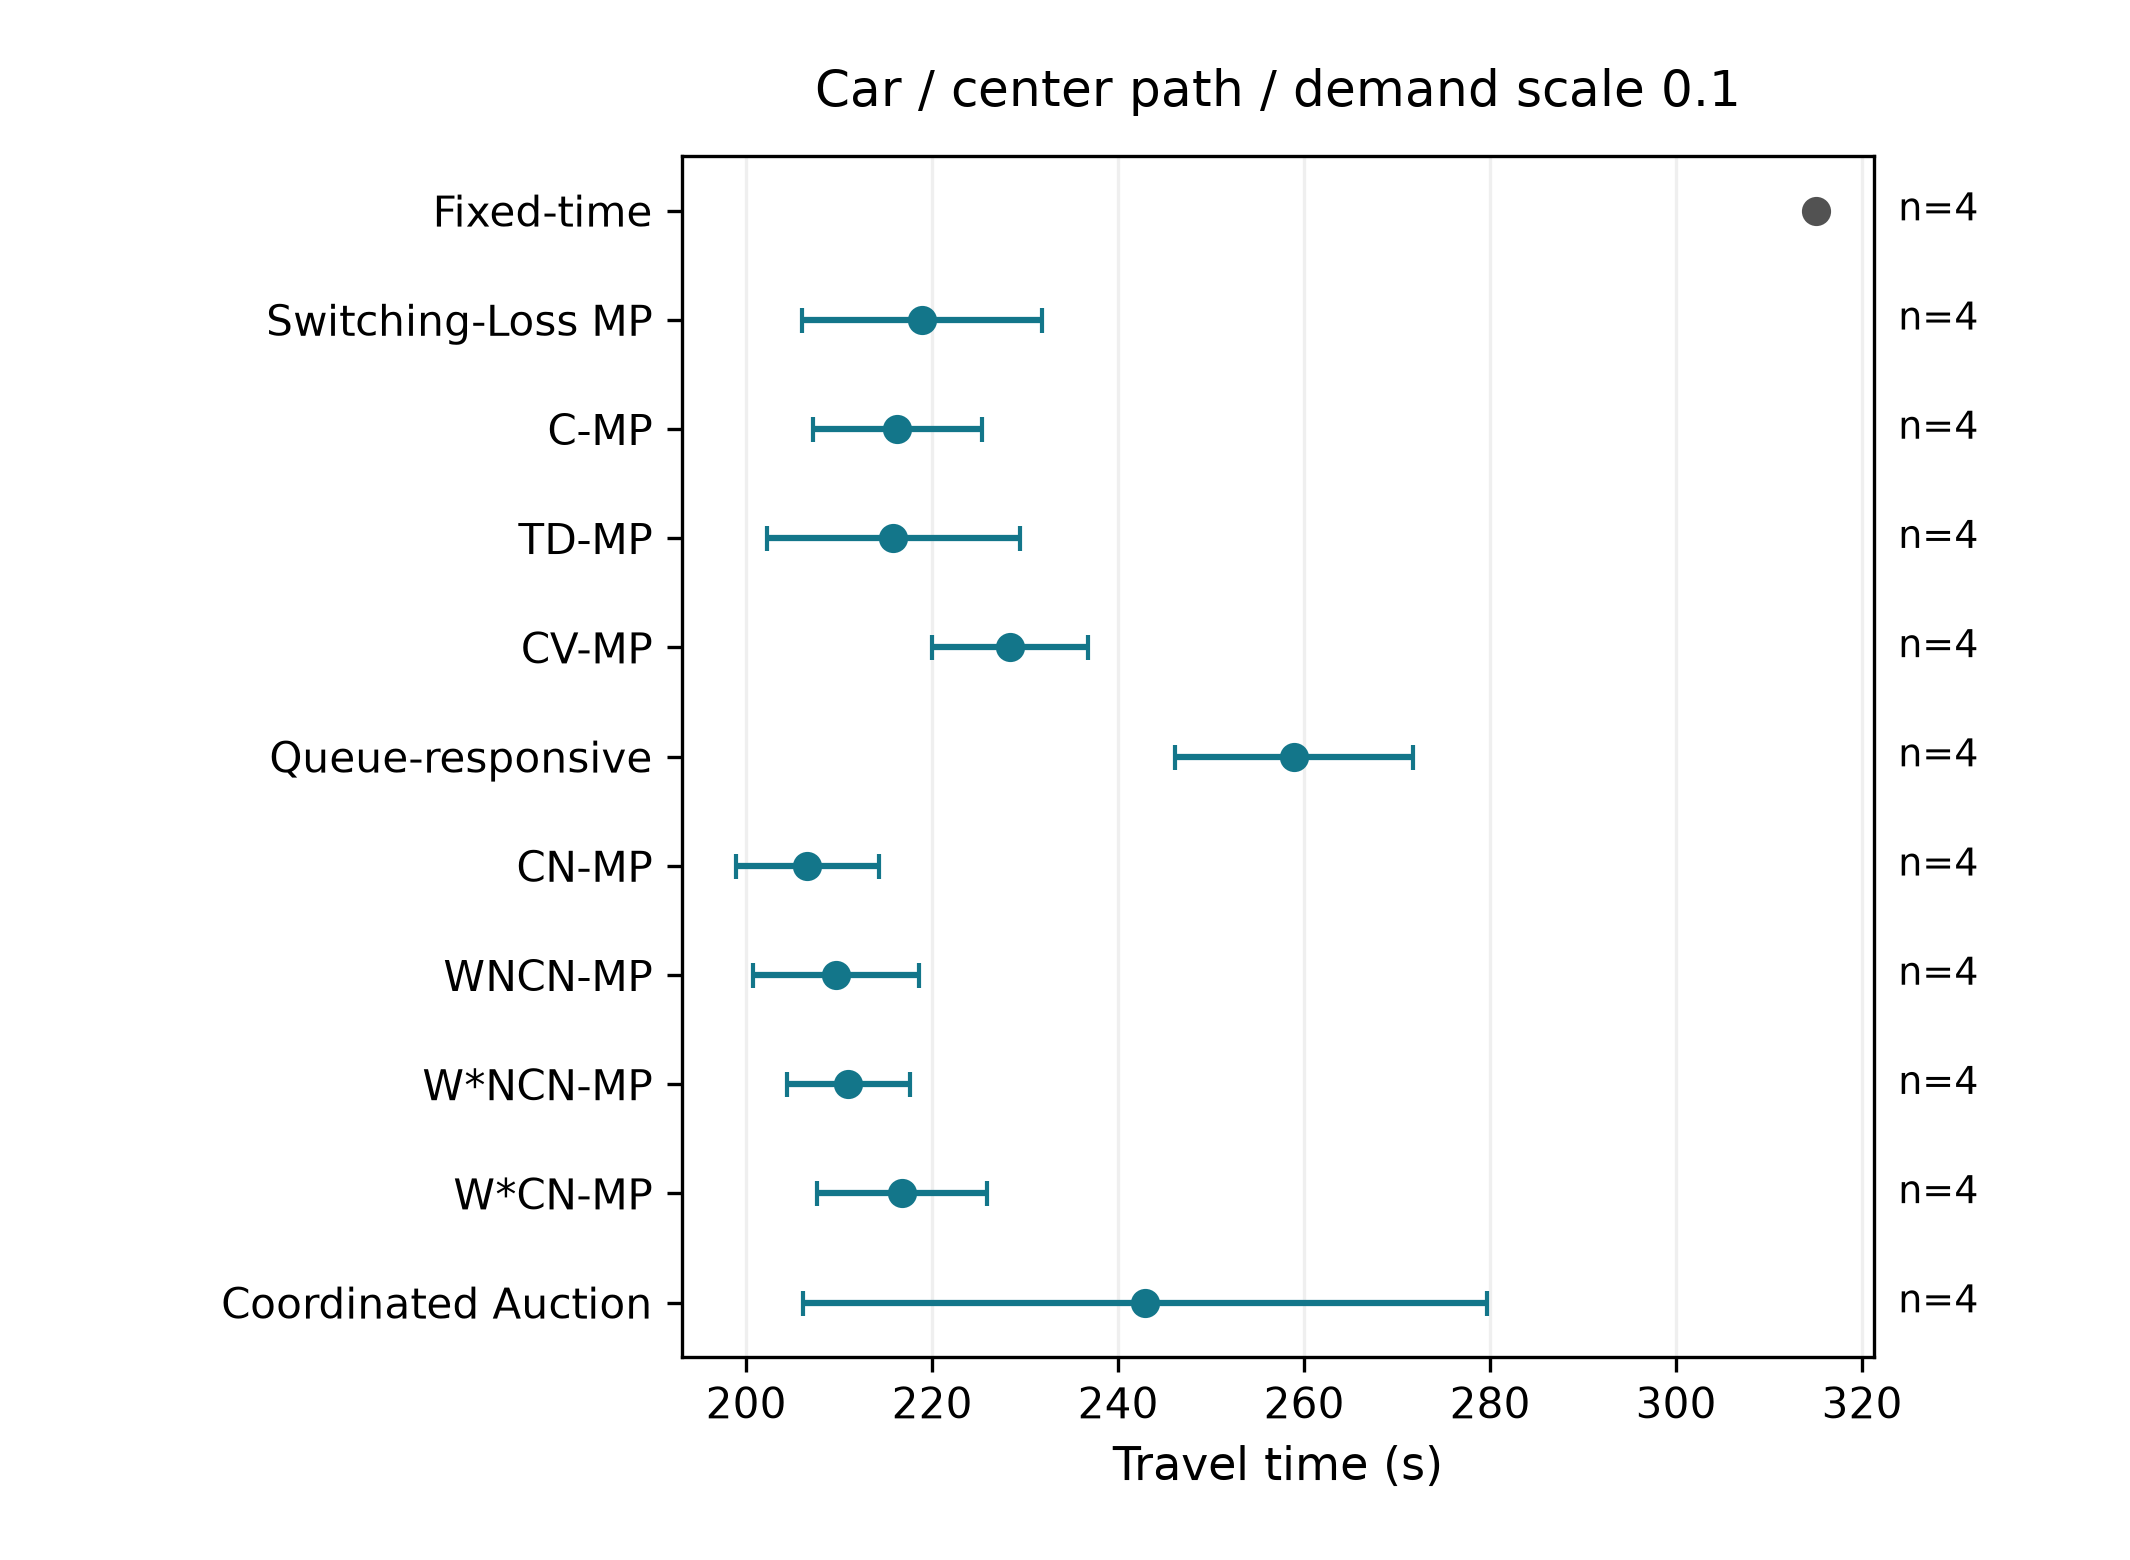 Car / center path / demand scale 0.1
Fixed-time n=4
Switching-Loss MP n=4
C-MP n=4
TD-MP n=4
CV-MP n=4
Queue-responsive n=4
CN-MP n=4
WNCN-MP n=4
W*NCN-MP n=4
W*CN-MP n=4
Coordinated Auction n=4
200 220 240 260 280 300 320
Travel time (s)